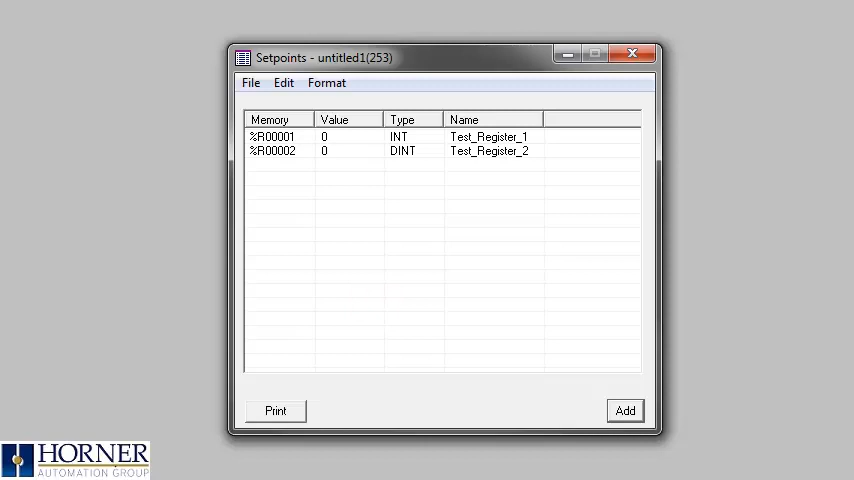 Setpoints - untitled1(253)
File Edit Format
Memory Value Type Name
%R00001 0 INT Test_Register_1
%R00002 0 DINT Test_Register_2
Print Add
HORNER
AUTOMATION GROUP